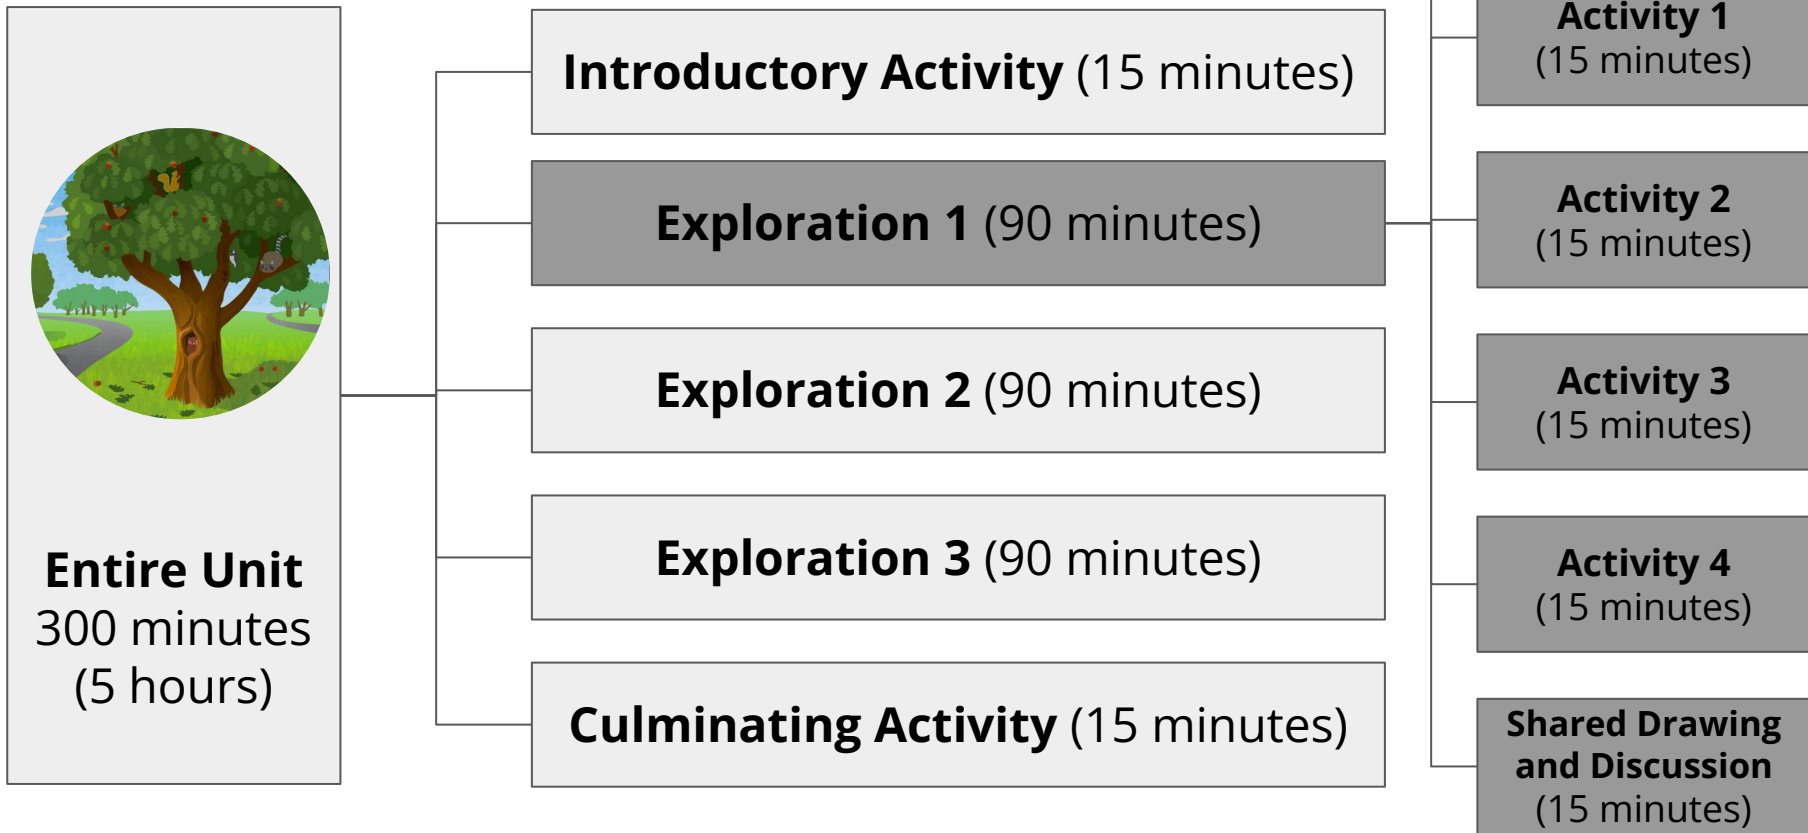 Entire Unit
300 minutes
(5 hours)
Introductory Activity (15 minutes)
Exploration 1 (90 minutes)
Exploration 2 (90 minutes)
Exploration 3 (90 minutes)
Culminating Activity (15 minutes)
Activity 1
(15 minutes)
Activity 2
(15 minutes)
Activity 3
(15 minutes)
Activity 4
(15 minutes)
Shared Drawing
and Discussion
(15 minutes)